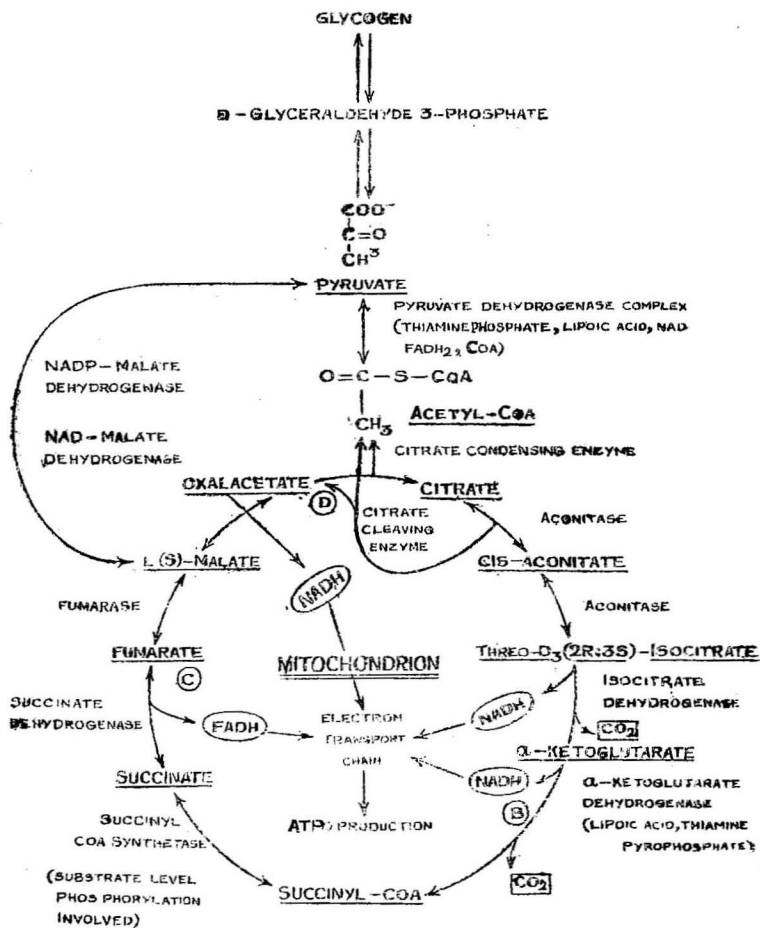 GLYCOGEN
D-GLYCERALDEHYDE 3-PHOSPHATE
COO-
C=O
CH3
PYRUVATE
PYRUVATE DEHYDROGENASE COMPLEX
(THIAMINEPHOSPHATE, LIPOIC ACID, NAD
FADH2, COA)
NADP-MALATE
DEHYDROGENASE
O=C-S-COA
CH3
ACETYL-COA
NAD-MALATE
DEHYDROGENASE
CITRATE CONDENSING ENZYME
OXALACETATE
D
CITRATE
CITRATE
CLEAVING
ENZYME
ACONITASE
L(S)-MALATE
CIS-ACONITATE
NADH
FUMARASE
ACONITASE
FUMARATE
C
MITOCHONDRION
THREO-D3(2R:3S)-ISOCITRATE
ISOCITRATE
DEHYDROGENASE
SUCCINATE
DEHYDROGENASE
FADH
ELECTRON
TRANSPORT
CHAIN
NADH
CO2
α-KETOGLUTARATE
NADH
SUCCINATE
B
α-KETOGLUTARATE
DEHYDROGENASE
(LIPOIC ACID, THIAMINE
PYROPHOSPHATE)
ATP PRODUCTION
SUCCINYL
COA SYNTHETASE
(SUBSTRATE LEVEL
PHOSPHORYLATION
INVOLVED)
SUCCINYL-COA
CO2